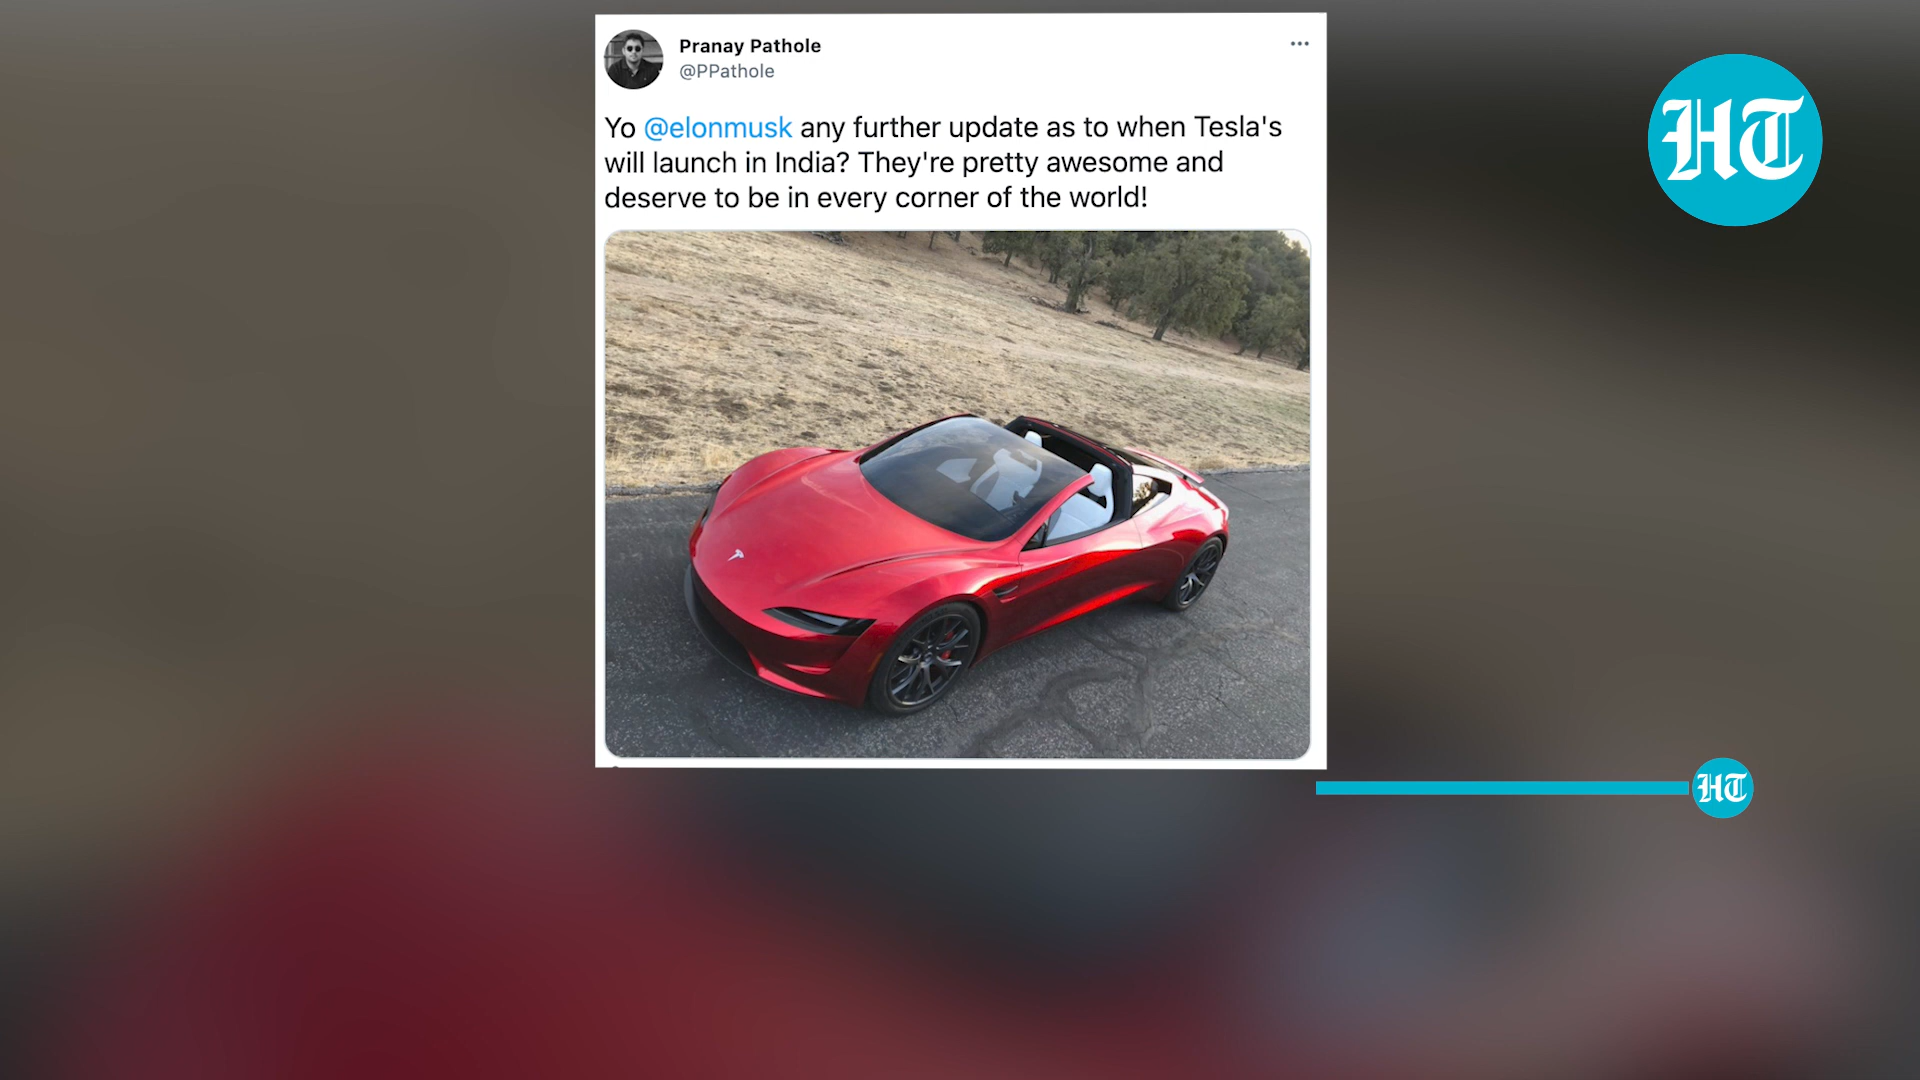 Pranay Pathole
@PPathole
Yo @elonmusk any further update as to when Tesla's
will launch in India? They're pretty awesome and
deserve to be in every corner of the world!
HT
HT